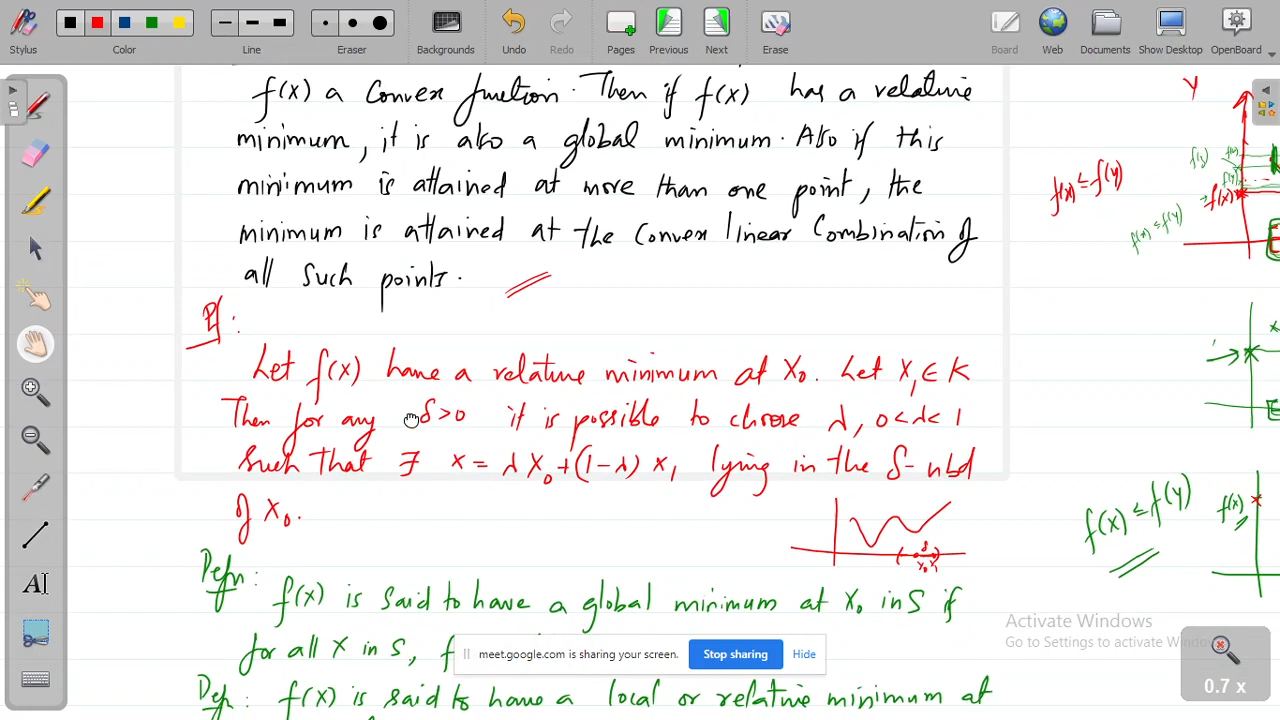 Stylus
Color
Line
Eraser
Backgrounds
Undo
Redo
Pages
Previous
Next
Erase
Board
Web
Documents
Show Desktop
OpenBoard
f(x) a Convex function. Then if f(x) has a relative
minimum, it is also a global minimum. Also if this
minimum is attained at more than one point, the
minimum is attained at the Convex linear Combination of
all Such points.
Pf:
Let f(x) have a relative minimum at X₀. Let X₁ ∈ K
Then for any δ>0 it is possible to choose λ, 0<λ<1
Such that ∃ x = λ X₀+(1-λ) x₁ lying in the δ-nbd
of X₀.
δ
x₀ x₁
Defn:
f(x) is said to have a global minimum at X₀ in S if
for all X in S, f
Defn: f(x) is said to have a local or relative minimum at
Y
f(x) ≤ f(y)
f(y)
f(x)
f(y)
f(x)
f(x) ≤ f(y)
f(x) ≤ f(y)
f(x)
meet.google.com is sharing your screen.
Stop sharing
Hide
Activate Windows
Go to Settings to activate Windows
0.7 x